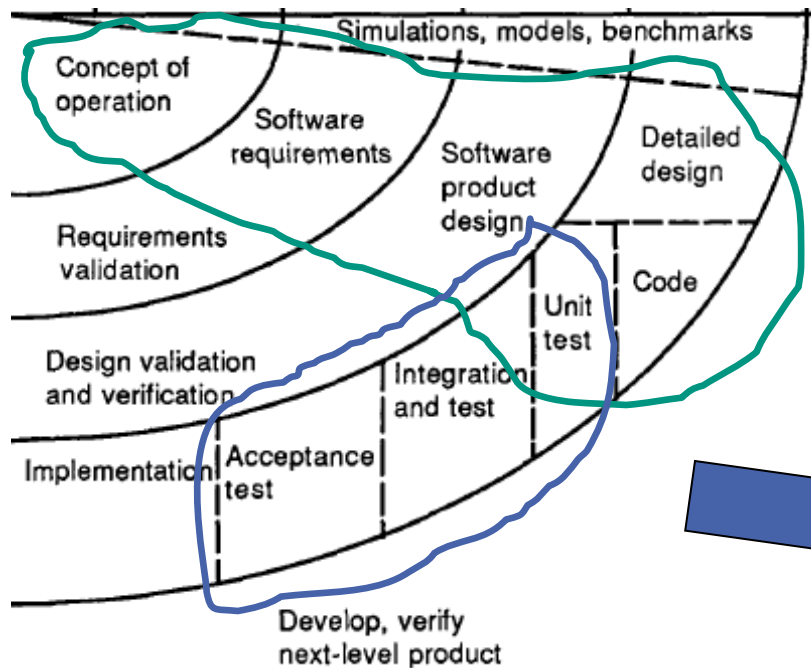 Simulations, models, benchmarks
Concept of
operation
Software
requirements
Software
product
design
Detailed
design
Requirements
validation
Code
Unit
test
Design validation
and verification
Integration
and test
Implementation
Acceptance
test
Develop, verify
next-level product